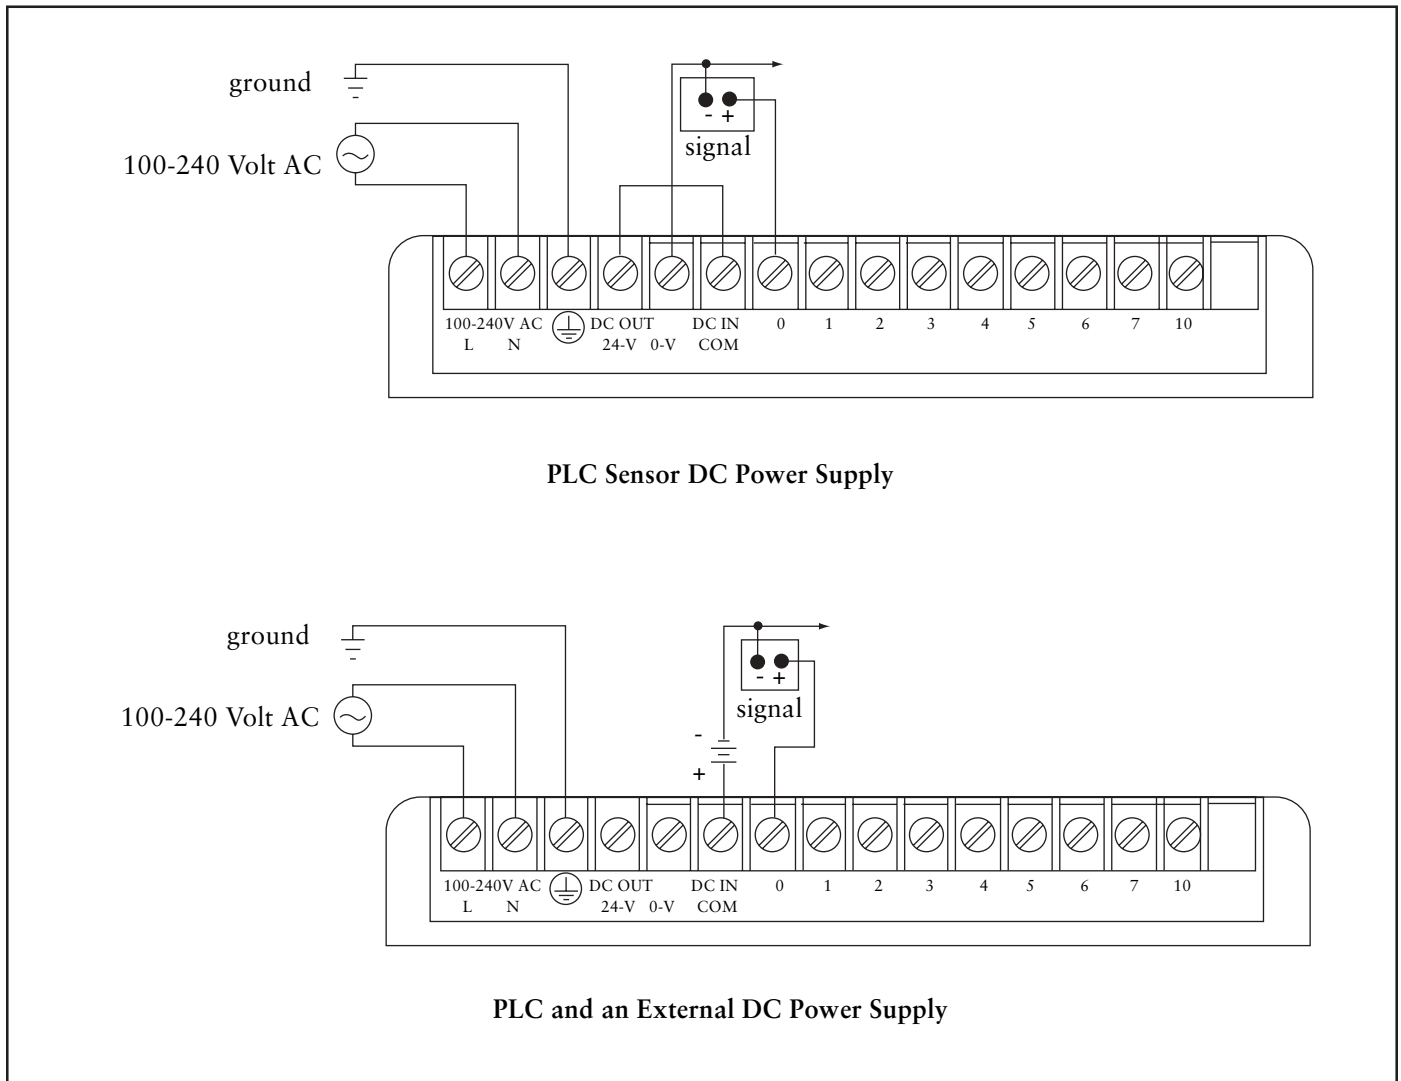 ground
100-240 Volt AC
- +
signal
100-240V AC DC OUT DC IN 0 1 2 3 4 5 6 7 10
L N 24-V 0-V COM
PLC Sensor DC Power Supply
ground
100-240 Volt AC
- +
signal
-
+
100-240V AC DC OUT DC IN 0 1 2 3 4 5 6 7 10
L N 24-V 0-V COM
PLC and an External DC Power Supply